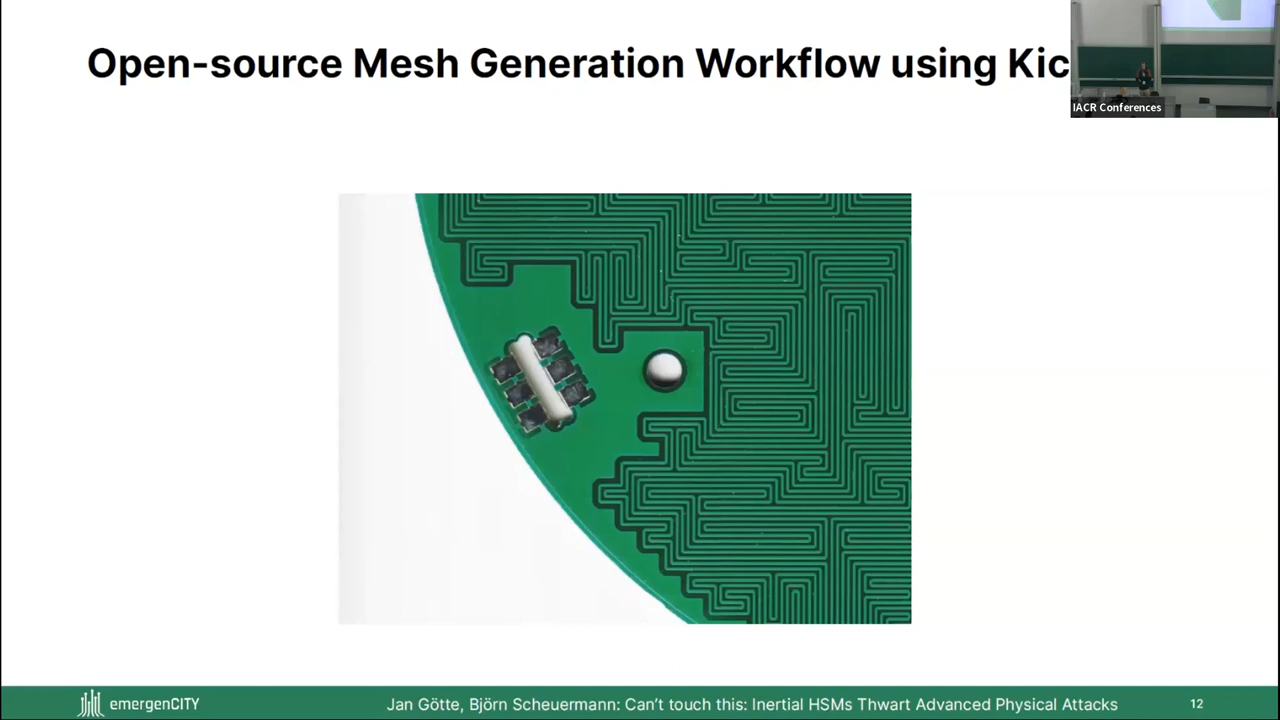 Open-source Mesh Generation Workflow using Kic
IACR Conferences
emergenCITY
Jan Götte, Björn Scheuermann: Can't touch this: Inertial HSMs Thwart Advanced Physical Attacks
12